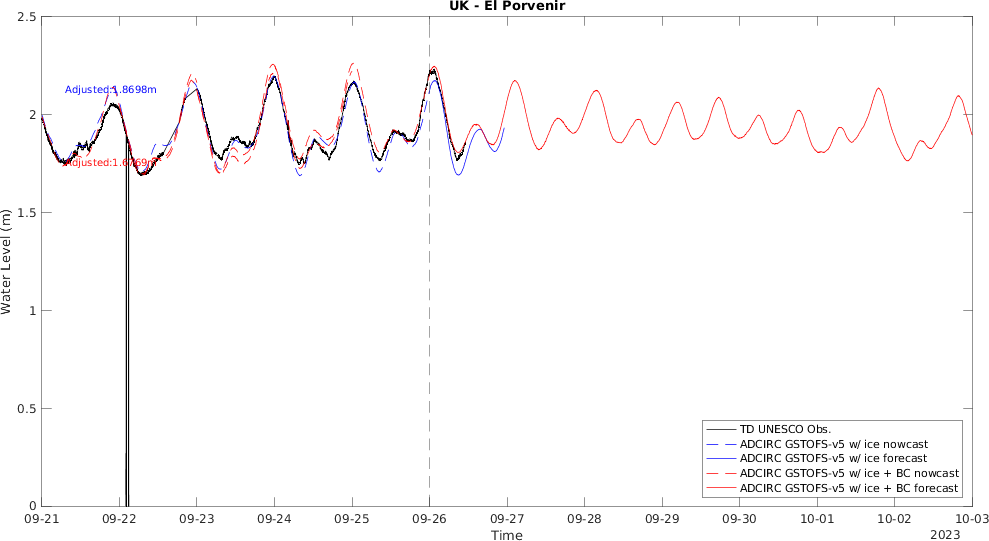 UK - El Porvenir
2.5
2
1.5
1
0.5
0
Water Level (m)
Adjusted:1.8698m
Adjusted:1.6769m
TD UNESCO Obs.
ADCIRC GSTOFS-v5 w/ ice nowcast
ADCIRC GSTOFS-v5 w/ ice forecast
ADCIRC GSTOFS-v5 w/ ice + BC nowcast
ADCIRC GSTOFS-v5 w/ ice + BC forecast
09-21 09-22 09-23 09-24 09-25 09-26 09-27 09-28 09-29 09-30 10-01 10-02 10-03
Time
2023